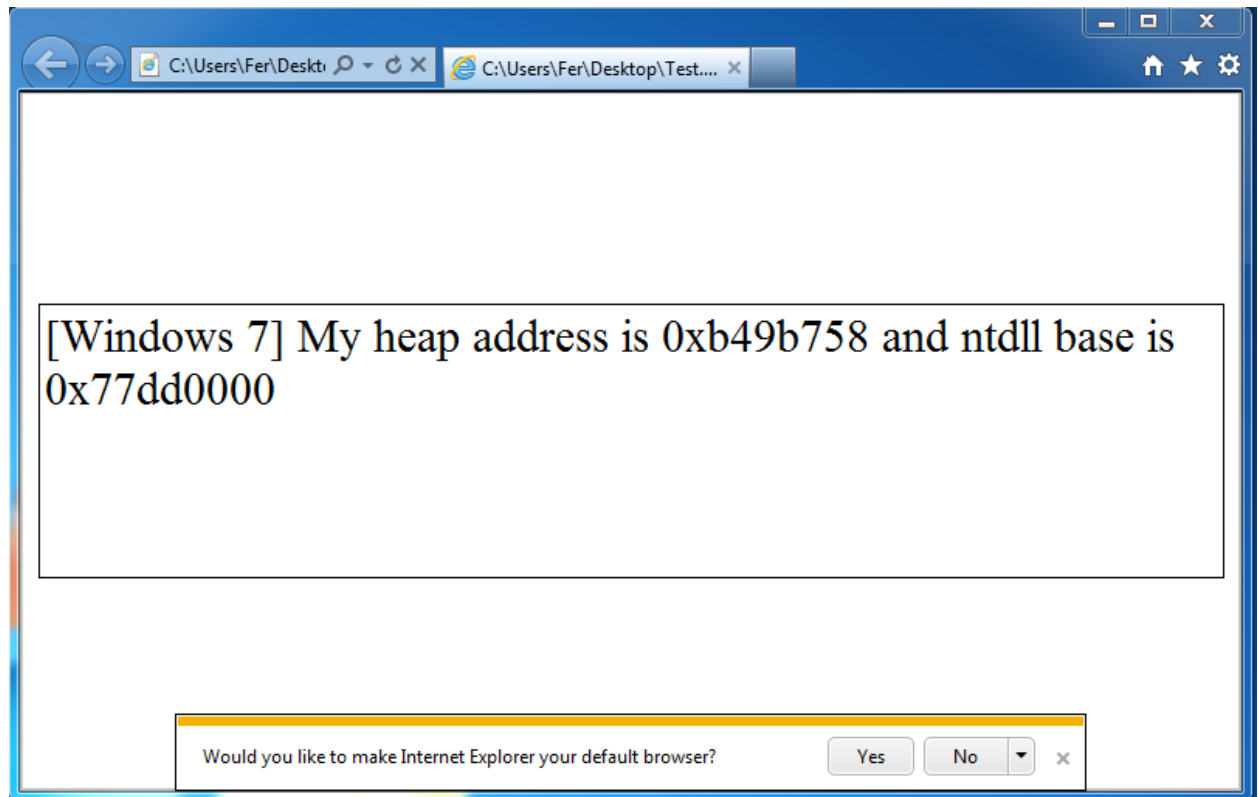 C:\Users\Fer\Deskt
C:\Users\Fer\Desktop\Test....
[Windows 7] My heap address is 0xb49b758 and ntdll base is
0x77dd0000
Would you like to make Internet Explorer your default browser?
Yes
No